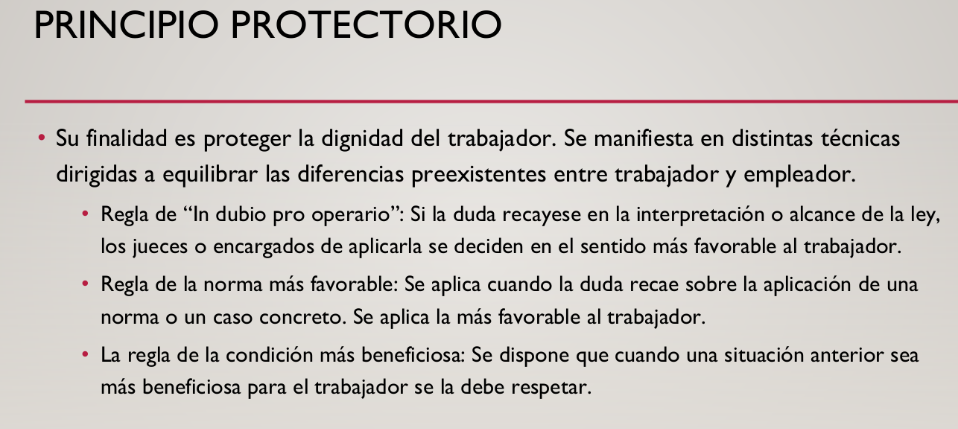 PRINCIPIO PROTECTORIO
• Su finalidad es proteger la dignidad del trabajador. Se manifiesta en distintas técnicas
dirigidas a equilibrar las diferencias preexistentes entre trabajador y empleador.
• Regla de “In dubio pro operario”: Si la duda recayese en la interpretación o alcance de la ley,
los jueces o encargados de aplicarla se deciden en el sentido más favorable al trabajador.
• Regla de la norma más favorable: Se aplica cuando la duda recae sobre la aplicación de una
norma o un caso concreto. Se aplica la más favorable al trabajador.
• La regla de la condición más beneficiosa: Se dispone que cuando una situación anterior sea
más beneficiosa para el trabajador se la debe respetar.